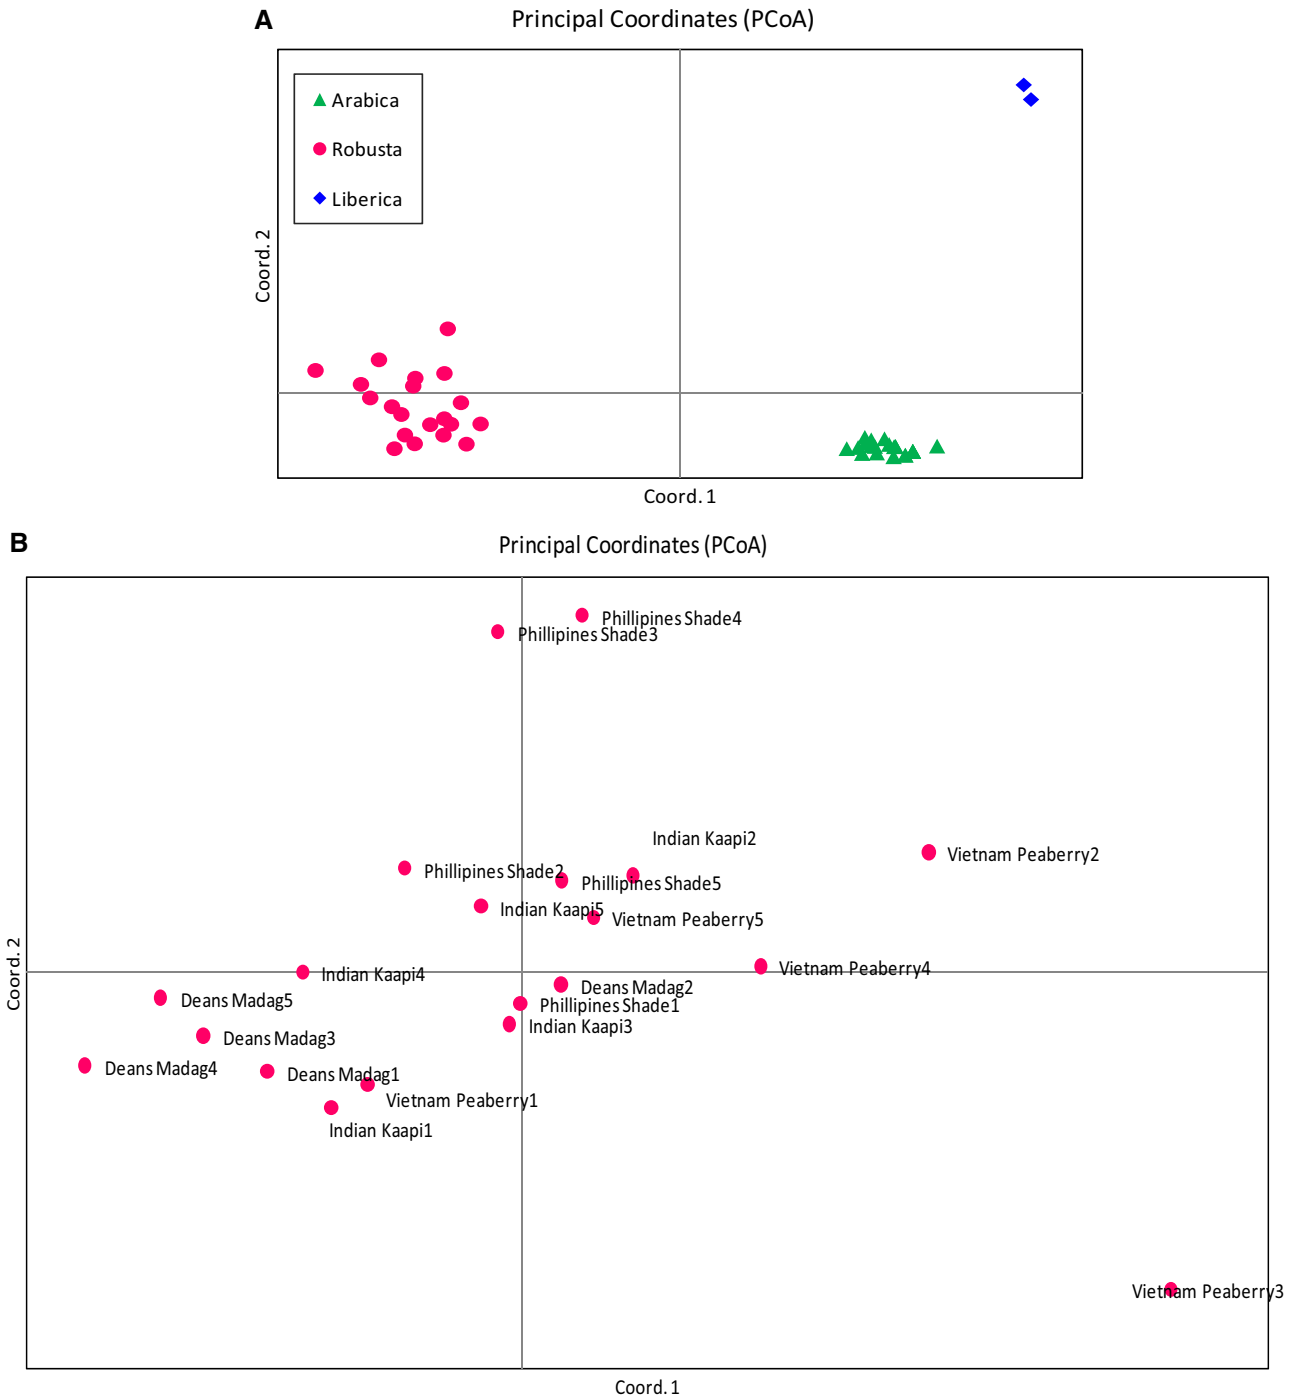 A
Principal Coordinates (PCoA)
Arabica
Robusta
Liberica
Coord. 2
Coord. 1
B
Principal Coordinates (PCoA)
Phillipines Shade4
Phillipines Shade3
Indian Kaapi2
Vietnam Peaberry2
Phillipines Shade2
Phillipines Shade5
Indian Kaapi5
Vietnam Peaberry5
Vietnam Peaberry4
Indian Kaapi4
Deans Madag2
Deans Madag5
Phillipines Shade1
Indian Kaapi3
Deans Madag3
Deans Madag4
Deans Madag1
Vietnam Peaberry1
Indian Kaapi1
Vietnam Peaberry3
Coord. 2
Coord. 1